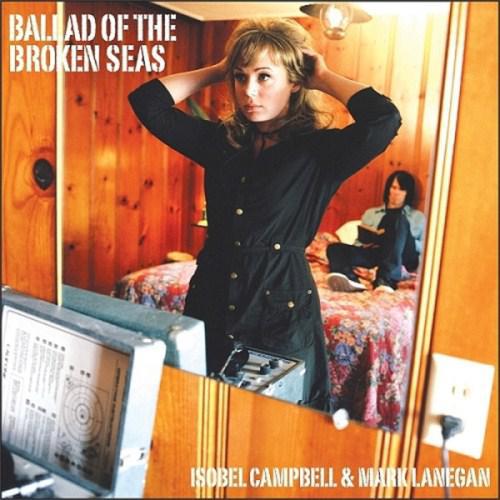 BALLAD OF THE
BROKEN SEAS
ISOBEL CAMPBELL & MARK LANEGAN